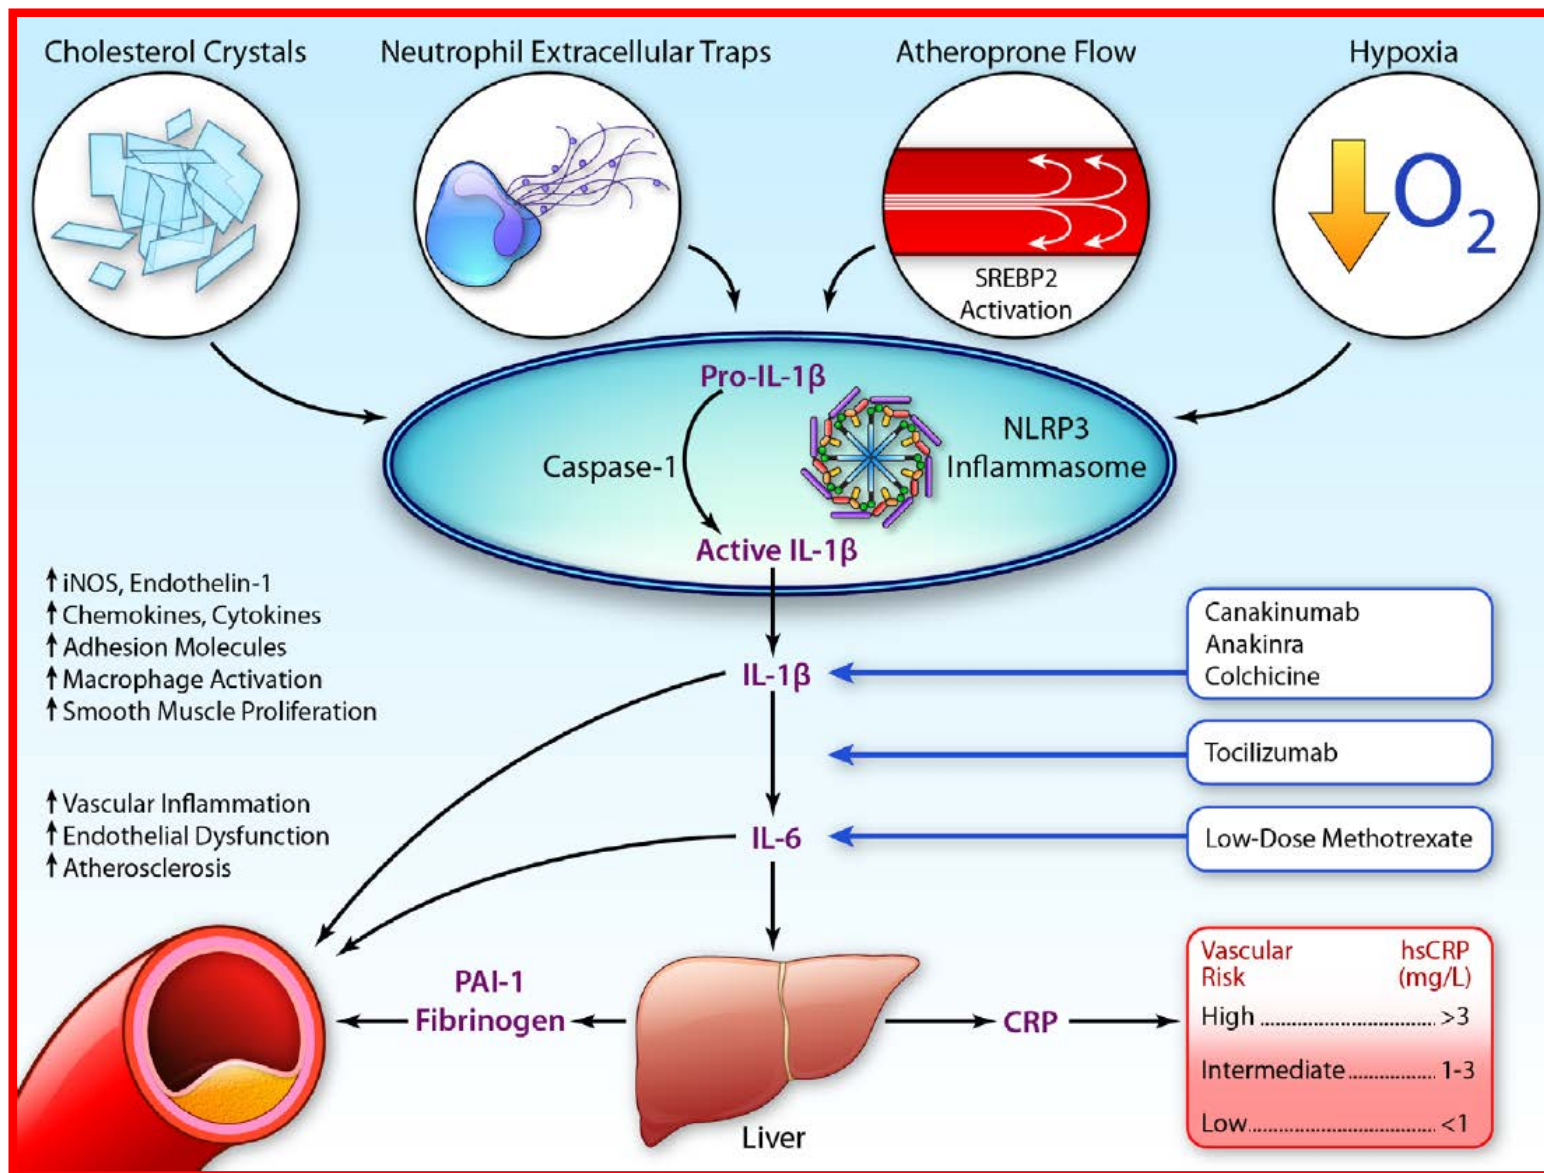 Cholesterol Crystals
Neutrophil Extracellular Traps
Atheroprone Flow
Hypoxia
SREBP2
Activation
O2
Pro-IL-1β
Caspase-1
NLRP3
Inflammasome
Active IL-1β
iNOS, Endothelin-1
Chemokines, Cytokines
Adhesion Molecules
Macrophage Activation
Smooth Muscle Proliferation
Vascular Inflammation
Endothelial Dysfunction
Atherosclerosis
IL-1β
IL-6
Canakinumab
Anakinra
Colchicine
Tocilizumab
Low-Dose Methotrexate
PAI-1
Fibrinogen
Liver
CRP
Vascular Risk hsCRP (mg/L)
High >3
Intermediate 1-3
Low <1